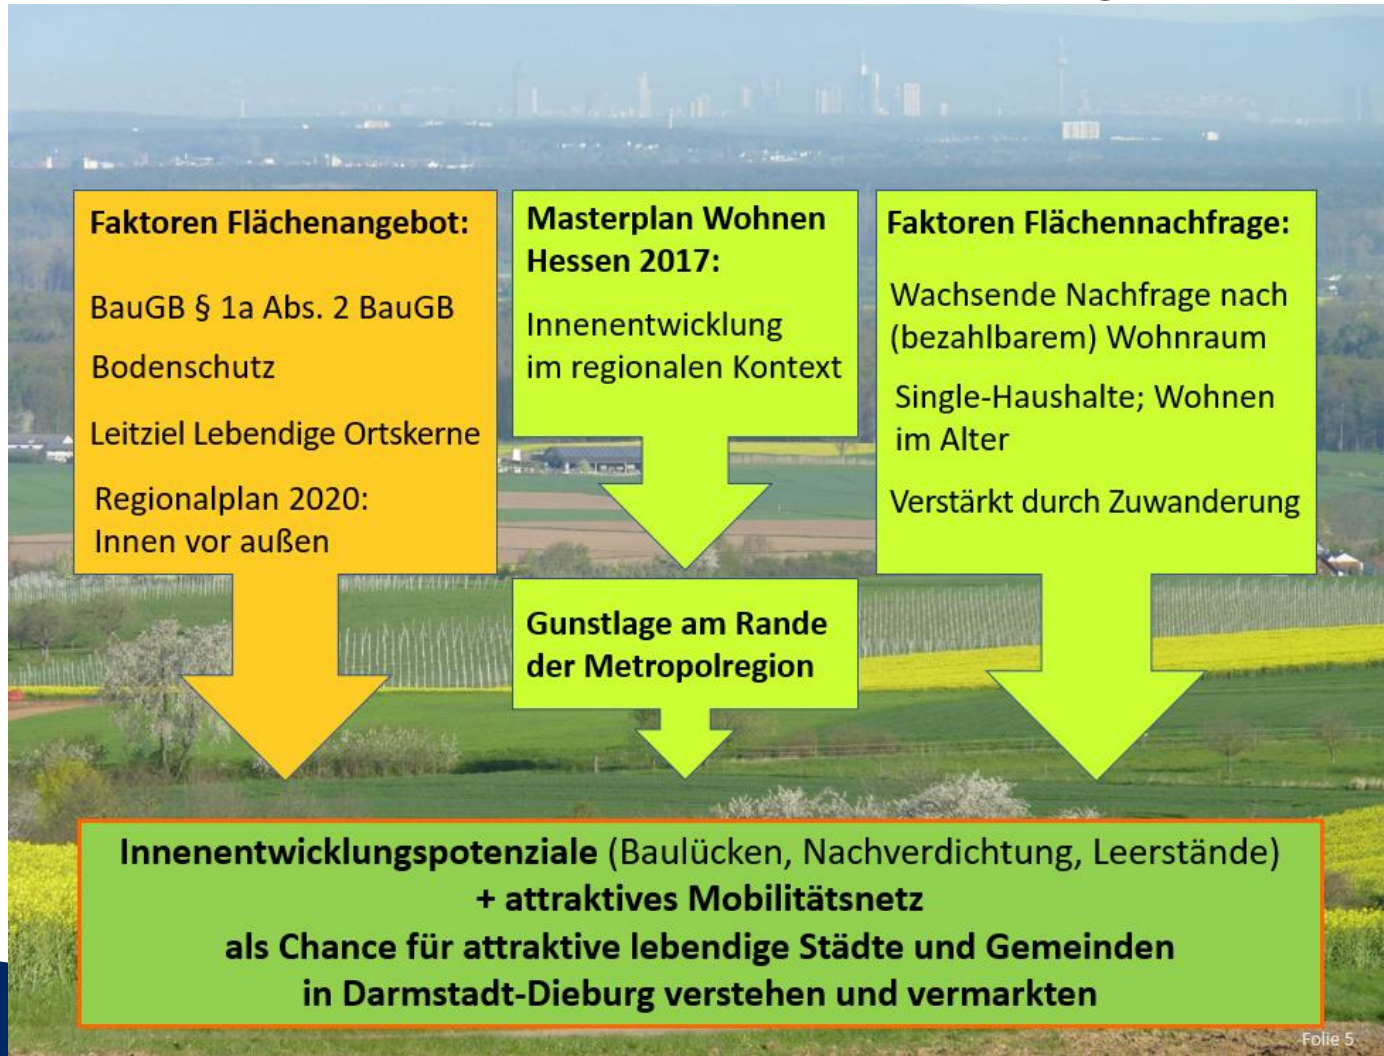 Faktoren Flächenangebot:
BauGB § 1a Abs. 2 BauGB
Bodenschutz
Leitziel Lebendige Ortskerne
Regionalplan 2020:
Innen vor außen
Masterplan Wohnen
Hessen 2017:
Innenentwicklung
im regionalen Kontext
Gunstlage am Rande
der Metropolregion
Faktoren Flächennachfrage:
Wachsende Nachfrage nach
(bezahlbarem) Wohnraum
Single-Haushalte; Wohnen
im Alter
Verstärkt durch Zuwanderung
Innenentwicklungspotenziale (Baulücken, Nachverdichtung, Leerstände)
+ attraktives Mobilitätsnetz
als Chance für attraktive lebendige Städte und Gemeinden
in Darmstadt-Dieburg verstehen und vermarkten
Folie 5